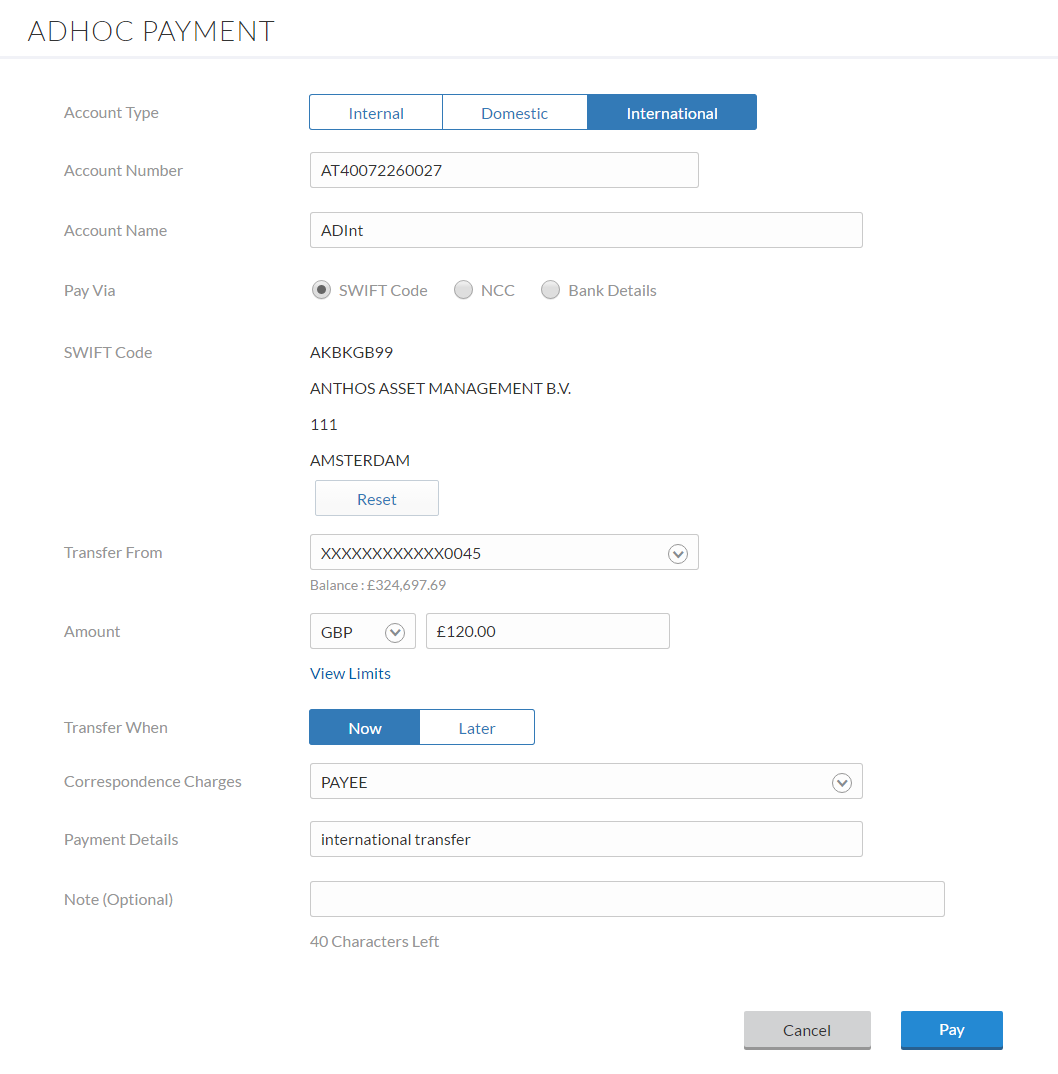 ADHOC PAYMENT
Account Type Internal Domestic International
Account Number AT40072260027
Account Name ADInt
Pay Via SWIFT Code NCC Bank Details
SWIFT Code AKBKGB99
ANTHOS ASSET MANAGEMENT B.V.
111
AMSTERDAM
Reset
Transfer From XXXXXXXXXXXX0045
Balance : £324,697.69
Amount GBP £120.00
View Limits
Transfer When Now Later
Correspondence Charges PAYEE
Payment Details international transfer
Note (Optional)
40 Characters Left
Cancel Pay